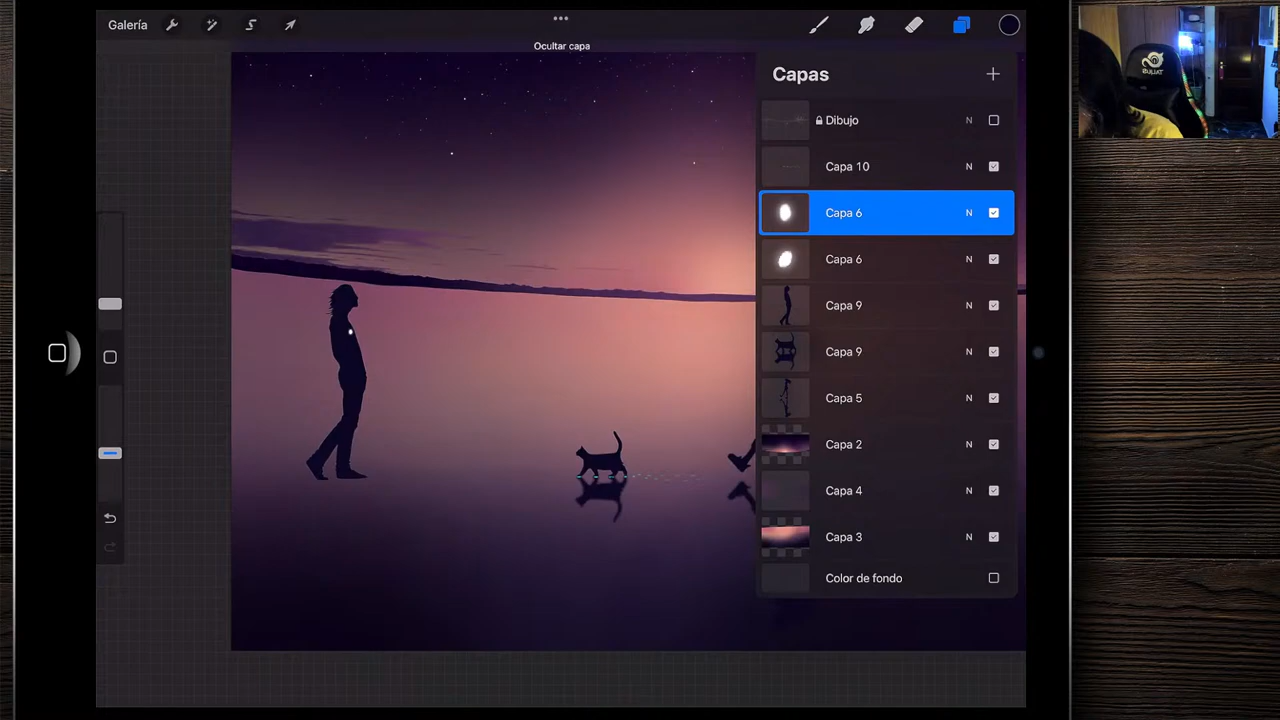 Galería
Ocultar capa
Capas
Dibujo N
Capa 10 N
Capa 6 N
Capa 6 N
Capa 9 N
Capa 9 N
Capa 5 N
Capa 2 N
Capa 4 N
Capa 3 N
Color de fondo